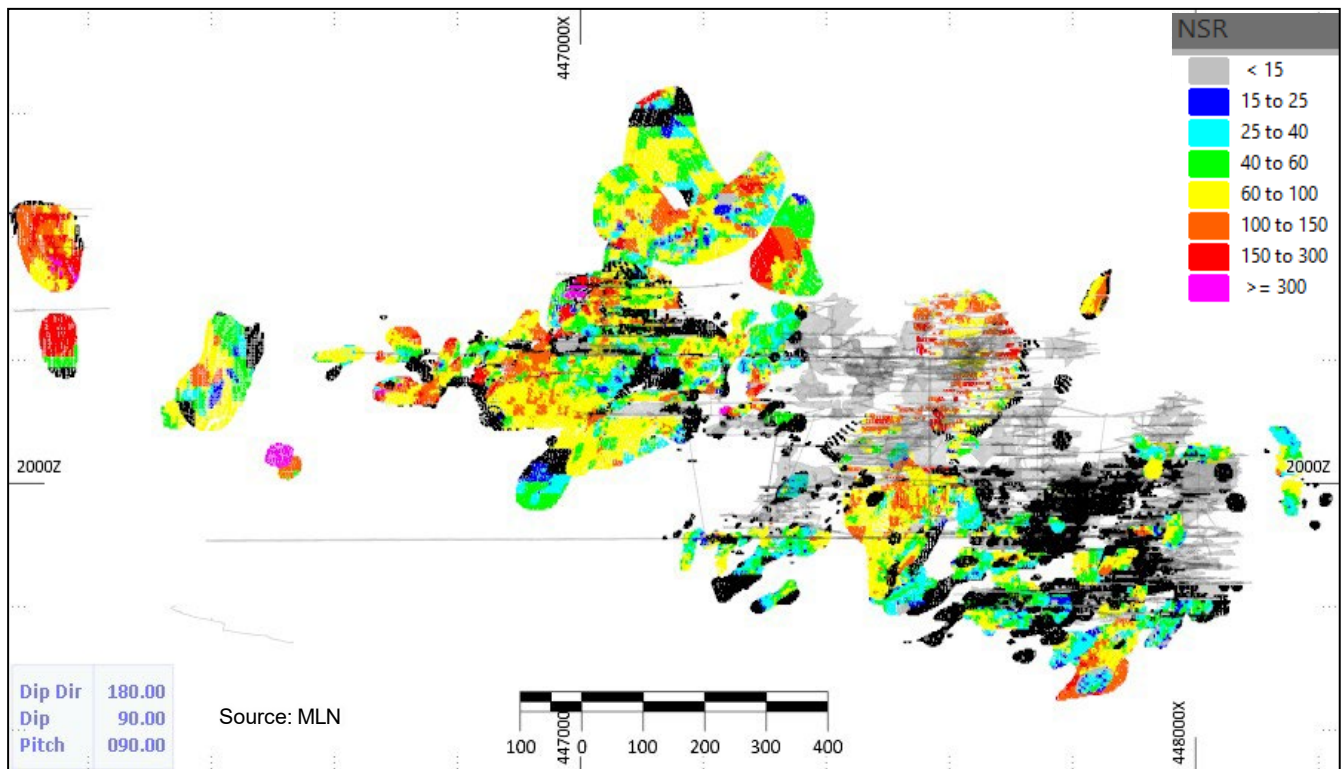 447000X
NSR
< 15
15 to 25
25 to 40
40 to 60
60 to 100
100 to 150
150 to 300
>= 300
2000Z
2000Z
Dip Dir 180.00
Dip 90.00
Pitch 090.00
Source: MLN
447000
448000X
100 0 100 200 300 400